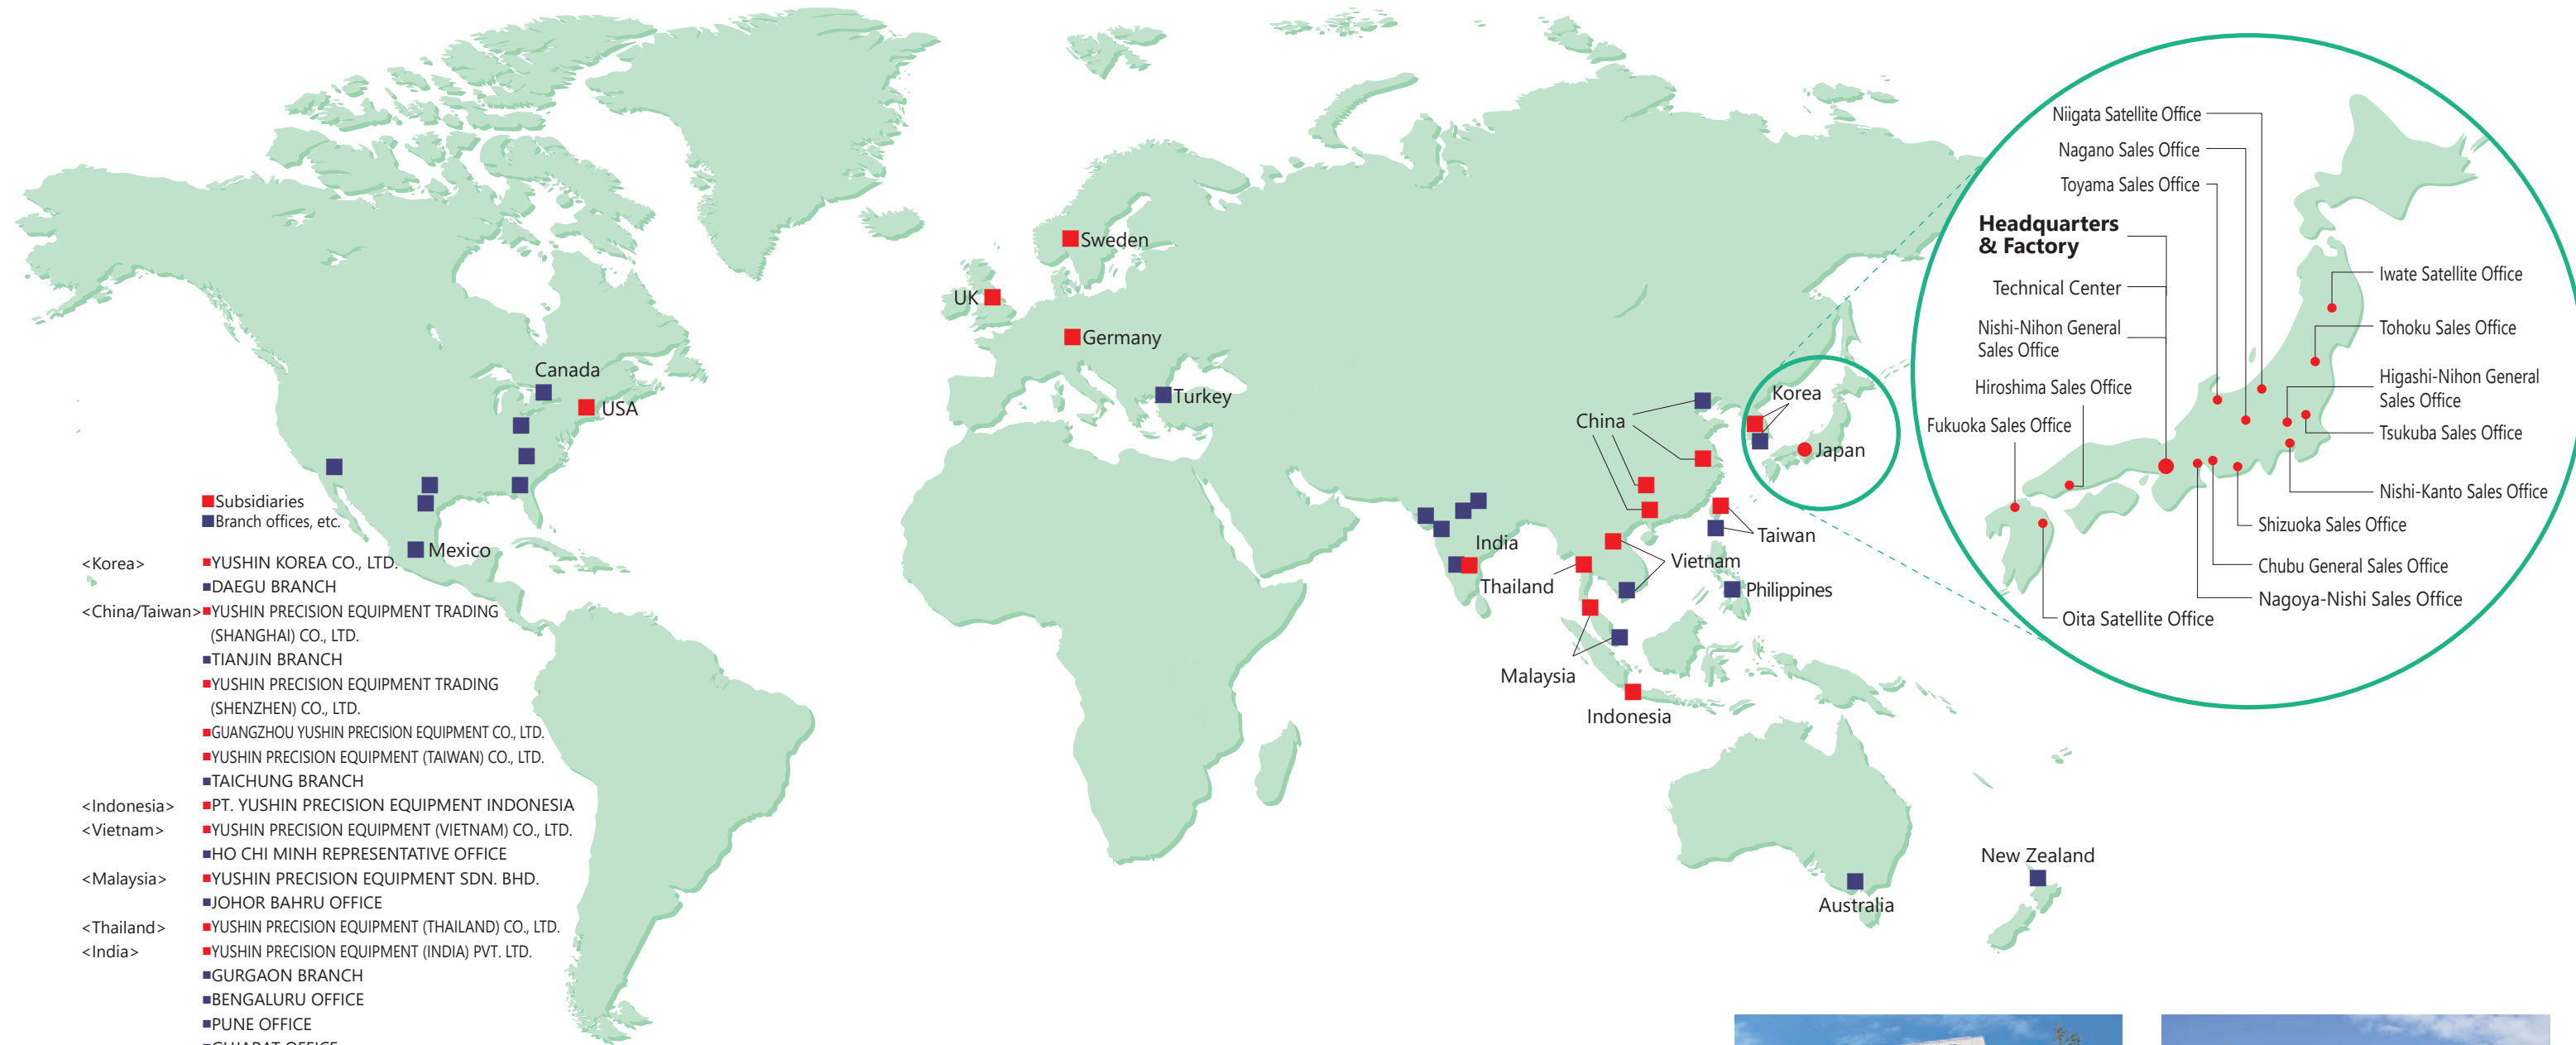 Sweden
UK
Germany
Turkey
Canada
USA
Mexico
China
Korea
Japan
Taiwan
India
Thailand
Vietnam
Philippines
Malaysia
Indonesia
Australia
New Zealand
Niigata Satellite Office
Nagano Sales Office
Toyama Sales Office
Headquarters
& Factory
Technical Center
Nishi-Nihon General
Sales Office
Hiroshima Sales Office
Fukuoka Sales Office
Iwate Satellite Office
Tohoku Sales Office
Higashi-Nihon General
Sales Office
Tsukuba Sales Office
Nishi-Kanto Sales Office
Shizuoka Sales Office
Chubu General Sales Office
Nagoya-Nishi Sales Office
Oita Satellite Office
■Subsidiaries
■Branch offices, etc.
<Korea> ■YUSHIN KOREA CO., LTD.
■DAEGU BRANCH
<China/Taiwan> ■YUSHIN PRECISION EQUIPMENT TRADING
(SHANGHAI) CO., LTD.
■TIANJIN BRANCH
■YUSHIN PRECISION EQUIPMENT TRADING
(SHENZHEN) CO., LTD.
■GUANGZHOU YUSHIN PRECISION EQUIPMENT CO., LTD.
■YUSHIN PRECISION EQUIPMENT (TAIWAN) CO., LTD.
■TAICHUNG BRANCH
<Indonesia> ■PT. YUSHIN PRECISION EQUIPMENT INDONESIA
<Vietnam> ■YUSHIN PRECISION EQUIPMENT (VIETNAM) CO., LTD.
■HO CHI MINH REPRESENTATIVE OFFICE
<Malaysia> ■YUSHIN PRECISION EQUIPMENT SDN. BHD.
■JOHOR BAHRU OFFICE
<Thailand> ■YUSHIN PRECISION EQUIPMENT (THAILAND) CO., LTD.
<India> ■YUSHIN PRECISION EQUIPMENT (INDIA) PVT. LTD.
■GURGAON BRANCH
■BENGALURU OFFICE
■PUNE OFFICE